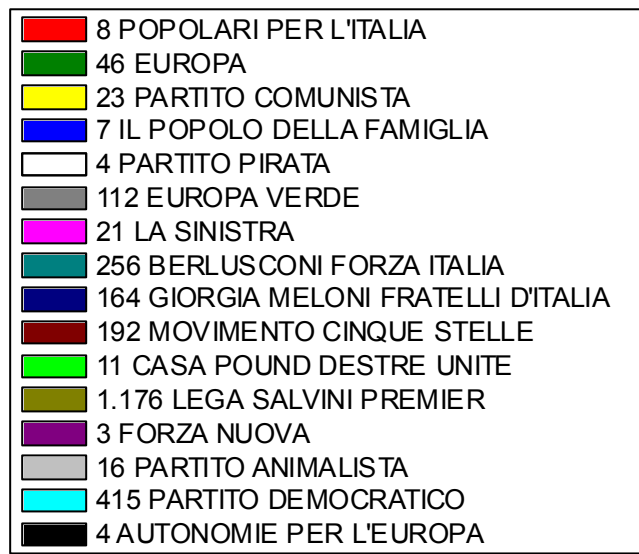 8 POPOLARI PER L'ITALIA
46 EUROPA
23 PARTITO COMUNISTA
7 IL POPOLO DELLA FAMIGLIA
4 PARTITO PIRATA
112 EUROPA VERDE
21 LA SINISTRA
256 BERLUSCONI FORZA ITALIA
164 GIORGIA MELONI FRATELLI D'ITALIA
192 MOVIMENTO CINQUE STELLE
11 CASA POUND DESTRE UNITE
1.176 LEGA SALVINI PREMIER
3 FORZA NUOVA
16 PARTITO ANIMALISTA
415 PARTITO DEMOCRATICO
4 AUTONOMIE PER L'EUROPA